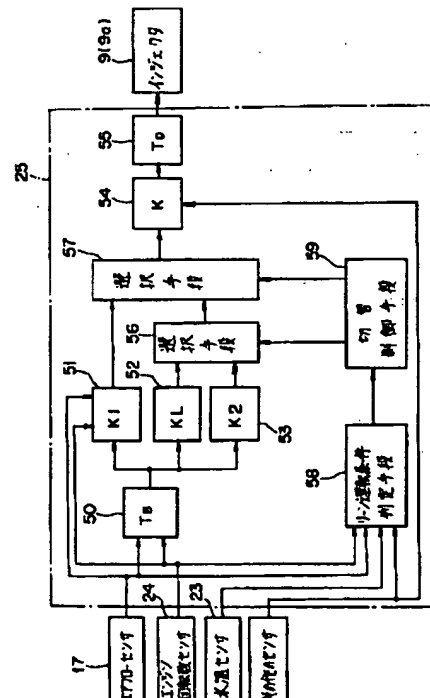 17
エアフローセンサ
24
エンジン
回転数センサ
23
水温センサ
25
50
TB
51
K1
52
KL
53
K2
56
選択手段
57
選択手段
54
K
55
TD
9(9a)
インジェクタ
58
リーン運転条件
判定手段
59
切替
制御手段